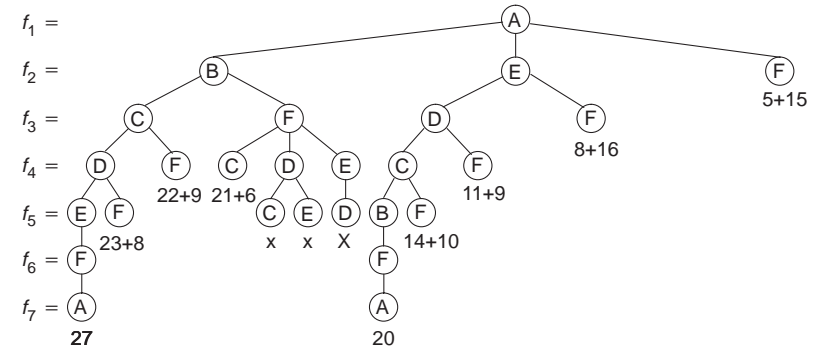 f1 = A
f2 = B E F
5+15
f3 = C F D F
8+16
f4 = D F C D E C F
22+9 21+6 11+9
f5 = E F C E D B F
23+8 x x X 14+10
f6 = F F
f7 = A A
27 20